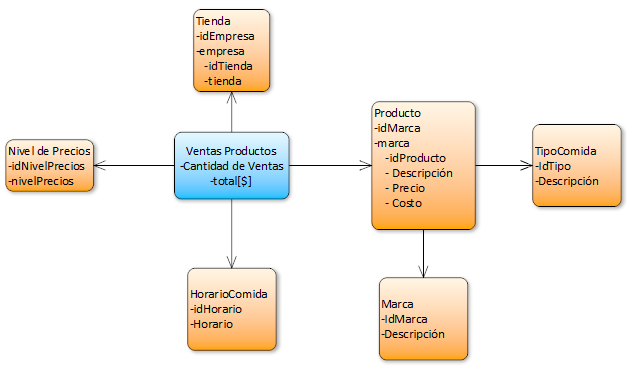 Tienda
-idEmpresa
-empresa
-idTienda
-tienda
Nivel de Precios
-idNivelPrecios
-nivelPrecios
Ventas Productos
-Cantidad de Ventas
-total[$]
Producto
-idMarca
-marca
-idProducto
- Descripción
- Precio
- Costo
TipoComida
-IdTipo
-Descripción
HorarioComida
-idHorario
-Horario
Marca
-IdMarca
-Descripción